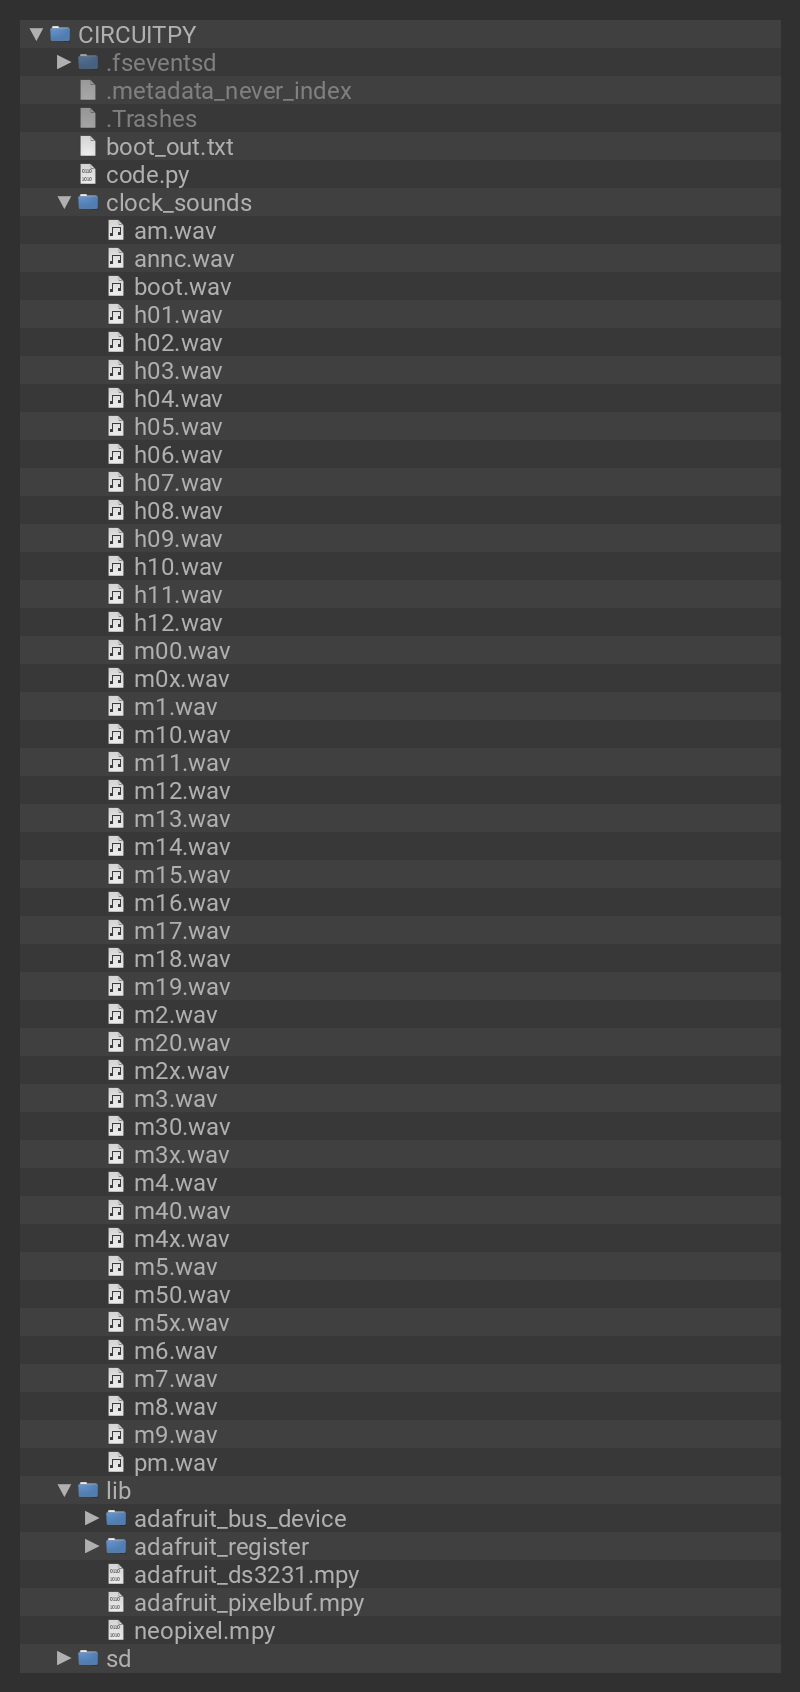 CIRCUITPY
.fseventsd
.metadata_never_index
.Trashes
boot_out.txt
code.py
clock_sounds
am.wav
annc.wav
boot.wav
h01.wav
h02.wav
h03.wav
h04.wav
h05.wav
h06.wav
h07.wav
h08.wav
h09.wav
h10.wav
h11.wav
h12.wav
m00.wav
m0x.wav
m1.wav
m10.wav
m11.wav
m12.wav
m13.wav
m14.wav
m15.wav
m16.wav
m17.wav
m18.wav
m19.wav
m2.wav
m20.wav
m2x.wav
m3.wav
m30.wav
m3x.wav
m4.wav
m40.wav
m4x.wav
m5.wav
m50.wav
m5x.wav
m6.wav
m7.wav
m8.wav
m9.wav
pm.wav
lib
adafruit_bus_device
adafruit_register
adafruit_ds3231.mpy
adafruit_pixelbuf.mpy
neopixel.mpy
sd